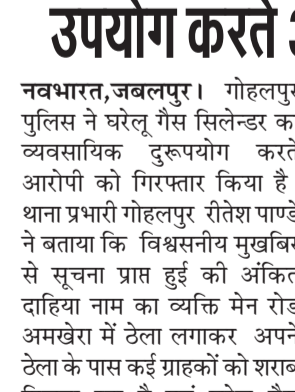 उपयोग करते
नवभारत,जबलपुर। गोहलपुर
पुलिस ने घरेलू गैस सिलेन्डर का
व्यवसायिक दुरूपयोग करते
आरोपी को गिरफ्तार किया है
थाना प्रभारी गोहलपुर रीतेश पाण्डे
ने बताया कि विश्वसनीय मुखबिर
से सूचना प्राप्त हुई की अंकित
दाहिया नाम का व्यक्ति मेन रोड
अमखेरा में ठेला लगाकर अपने
ठेला के पास कई ग्राहकों को शराब